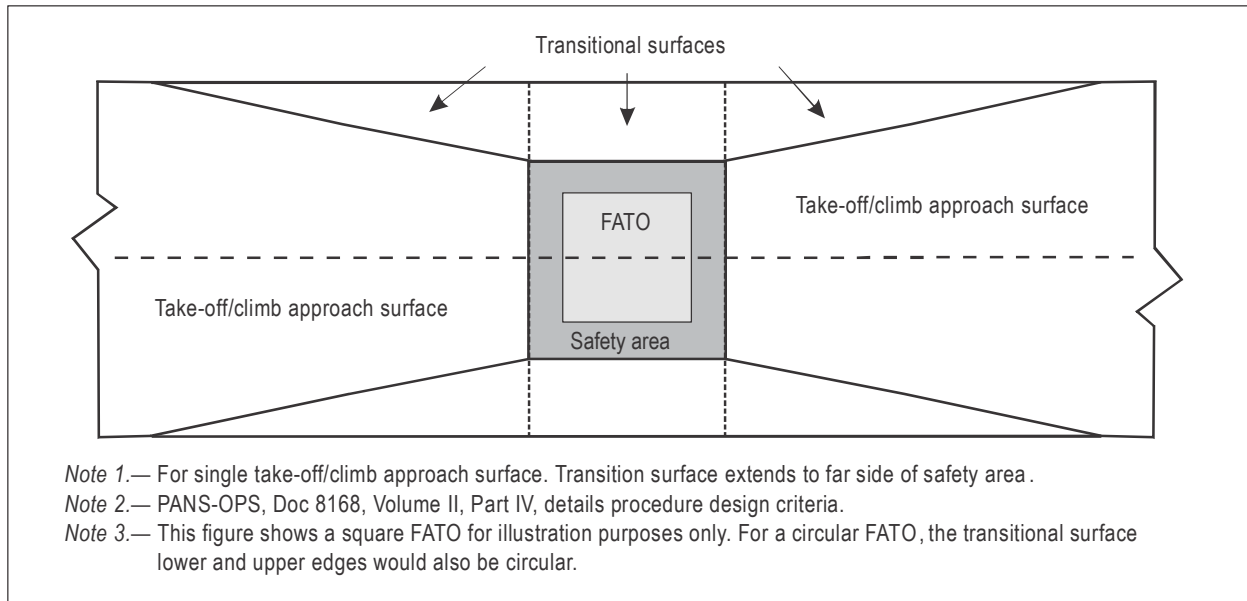 Transitional surfaces
FATO
Take-off/climb approach surface
Take-off/climb approach surface
Safety area
Note 1.— For single take-off/climb approach surface. Transition surface extends to far side of safety area.
Note 2.— PANS-OPS, Doc 8168, Volume II, Part IV, details procedure design criteria.
Note 3.— This figure shows a square FATO for illustration purposes only. For a circular FATO, the transitional surface
lower and upper edges would also be circular.